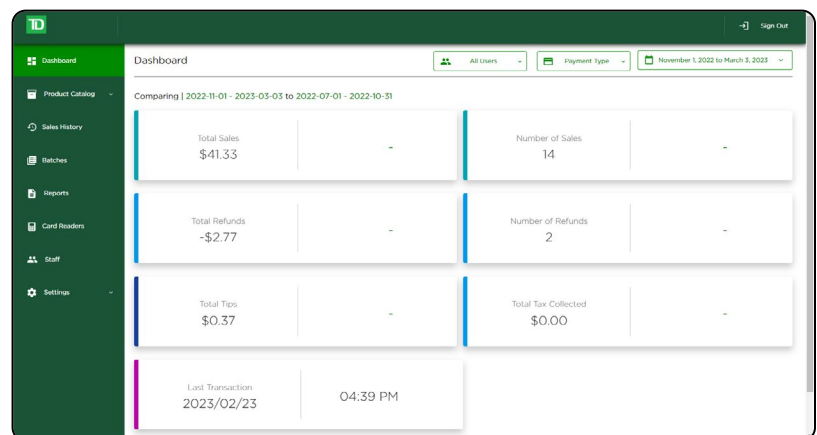 TD
Sign Out
Dashboard
Product Catalog
Sales History
Batches
Reports
Card Readers
Staff
Settings
Dashboard
All Users
Payment Type
November 1, 2022 to March 3, 2023
Comparing | 2022-11-01 - 2023-03-03 to 2022-07-01 - 2022-10-31
Total Sales
$41.33
-
Number of Sales
14
-
Total Refunds
-$2.77
-
Number of Refunds
2
-
Total Tips
$0.37
-
Total Tax Collected
$0.00
-
Last Transaction
2023/02/23
04:39 PM